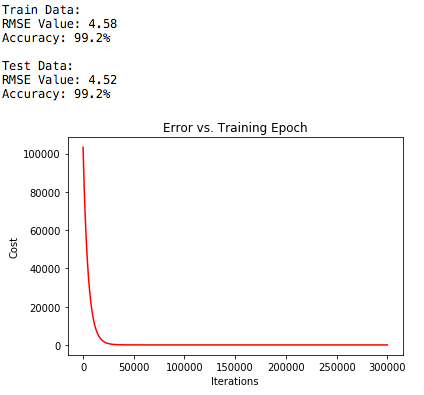 Train Data:
RMSE Value: 4.58
Accuracy: 99.2%
Test Data:
RMSE Value: 4.52
Accuracy: 99.2%
Error vs. Training Epoch
100000
80000
60000
40000
20000
0
Cost
0 50000 100000 150000 200000 250000 300000
Iterations